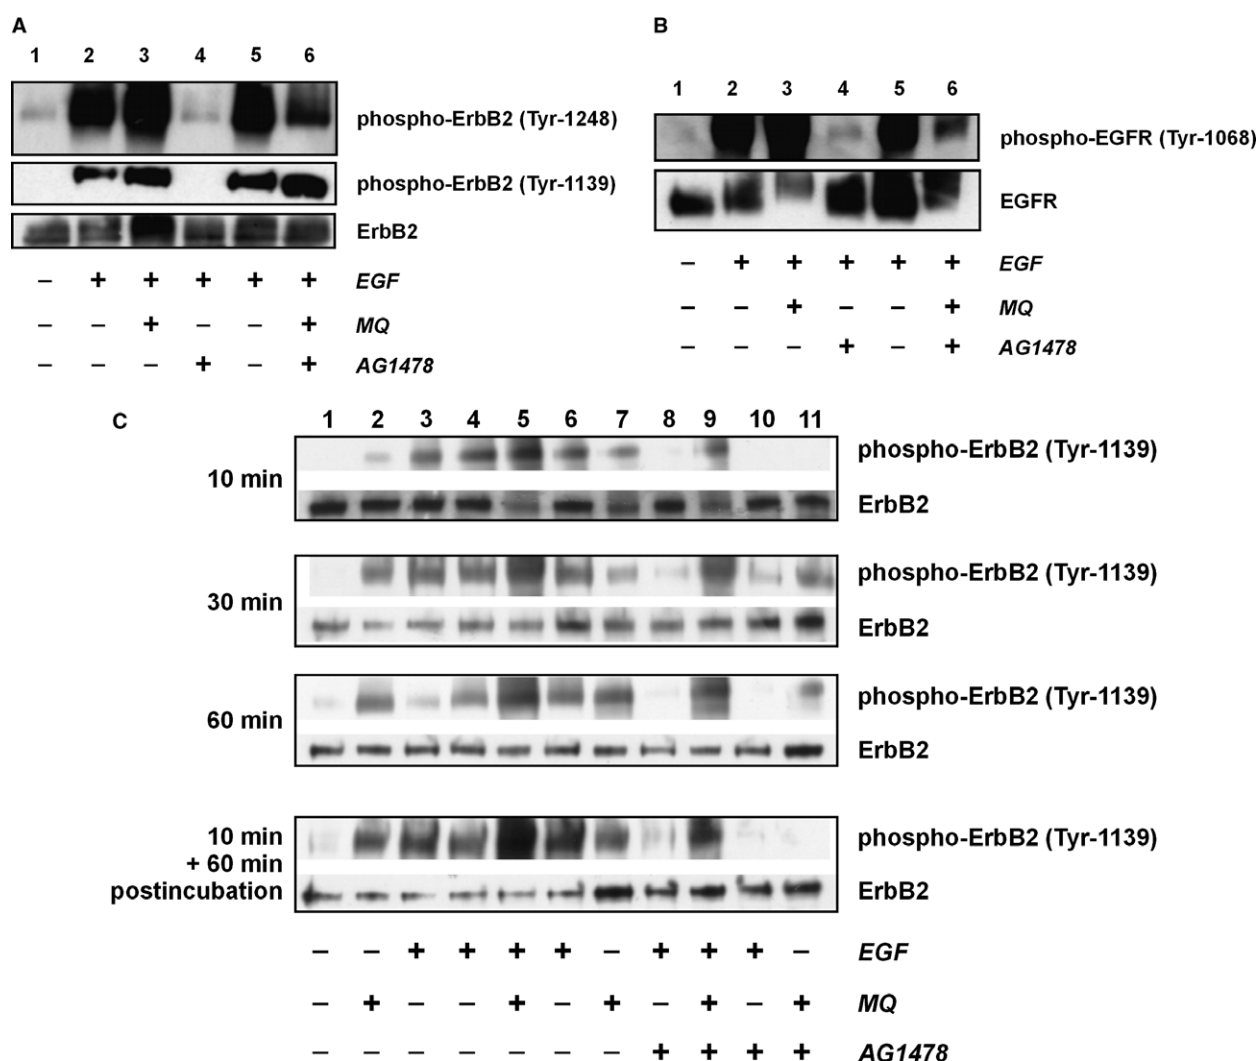 A
1 2 3 4 5 6
phospho-ErbB2 (Tyr-1248)
phospho-ErbB2 (Tyr-1139)
ErbB2
– + + + + + EGF
– – + – – + MQ
– – – + – + AG1478
B
1 2 3 4 5 6
phospho-EGFR (Tyr-1068)
EGFR
– + + + + + EGF
– – + – – + MQ
– – – + – + AG1478
C
1 2 3 4 5 6 7 8 9 10 11
10 min
phospho-ErbB2 (Tyr-1139)
ErbB2
30 min
phospho-ErbB2 (Tyr-1139)
ErbB2
60 min
phospho-ErbB2 (Tyr-1139)
ErbB2
10 min
+ 60 min
postincubation
phospho-ErbB2 (Tyr-1139)
ErbB2
– – + + + + – + + + – EGF
– + – – + – + – + – + MQ
– – – – – – – + + + + AG1478